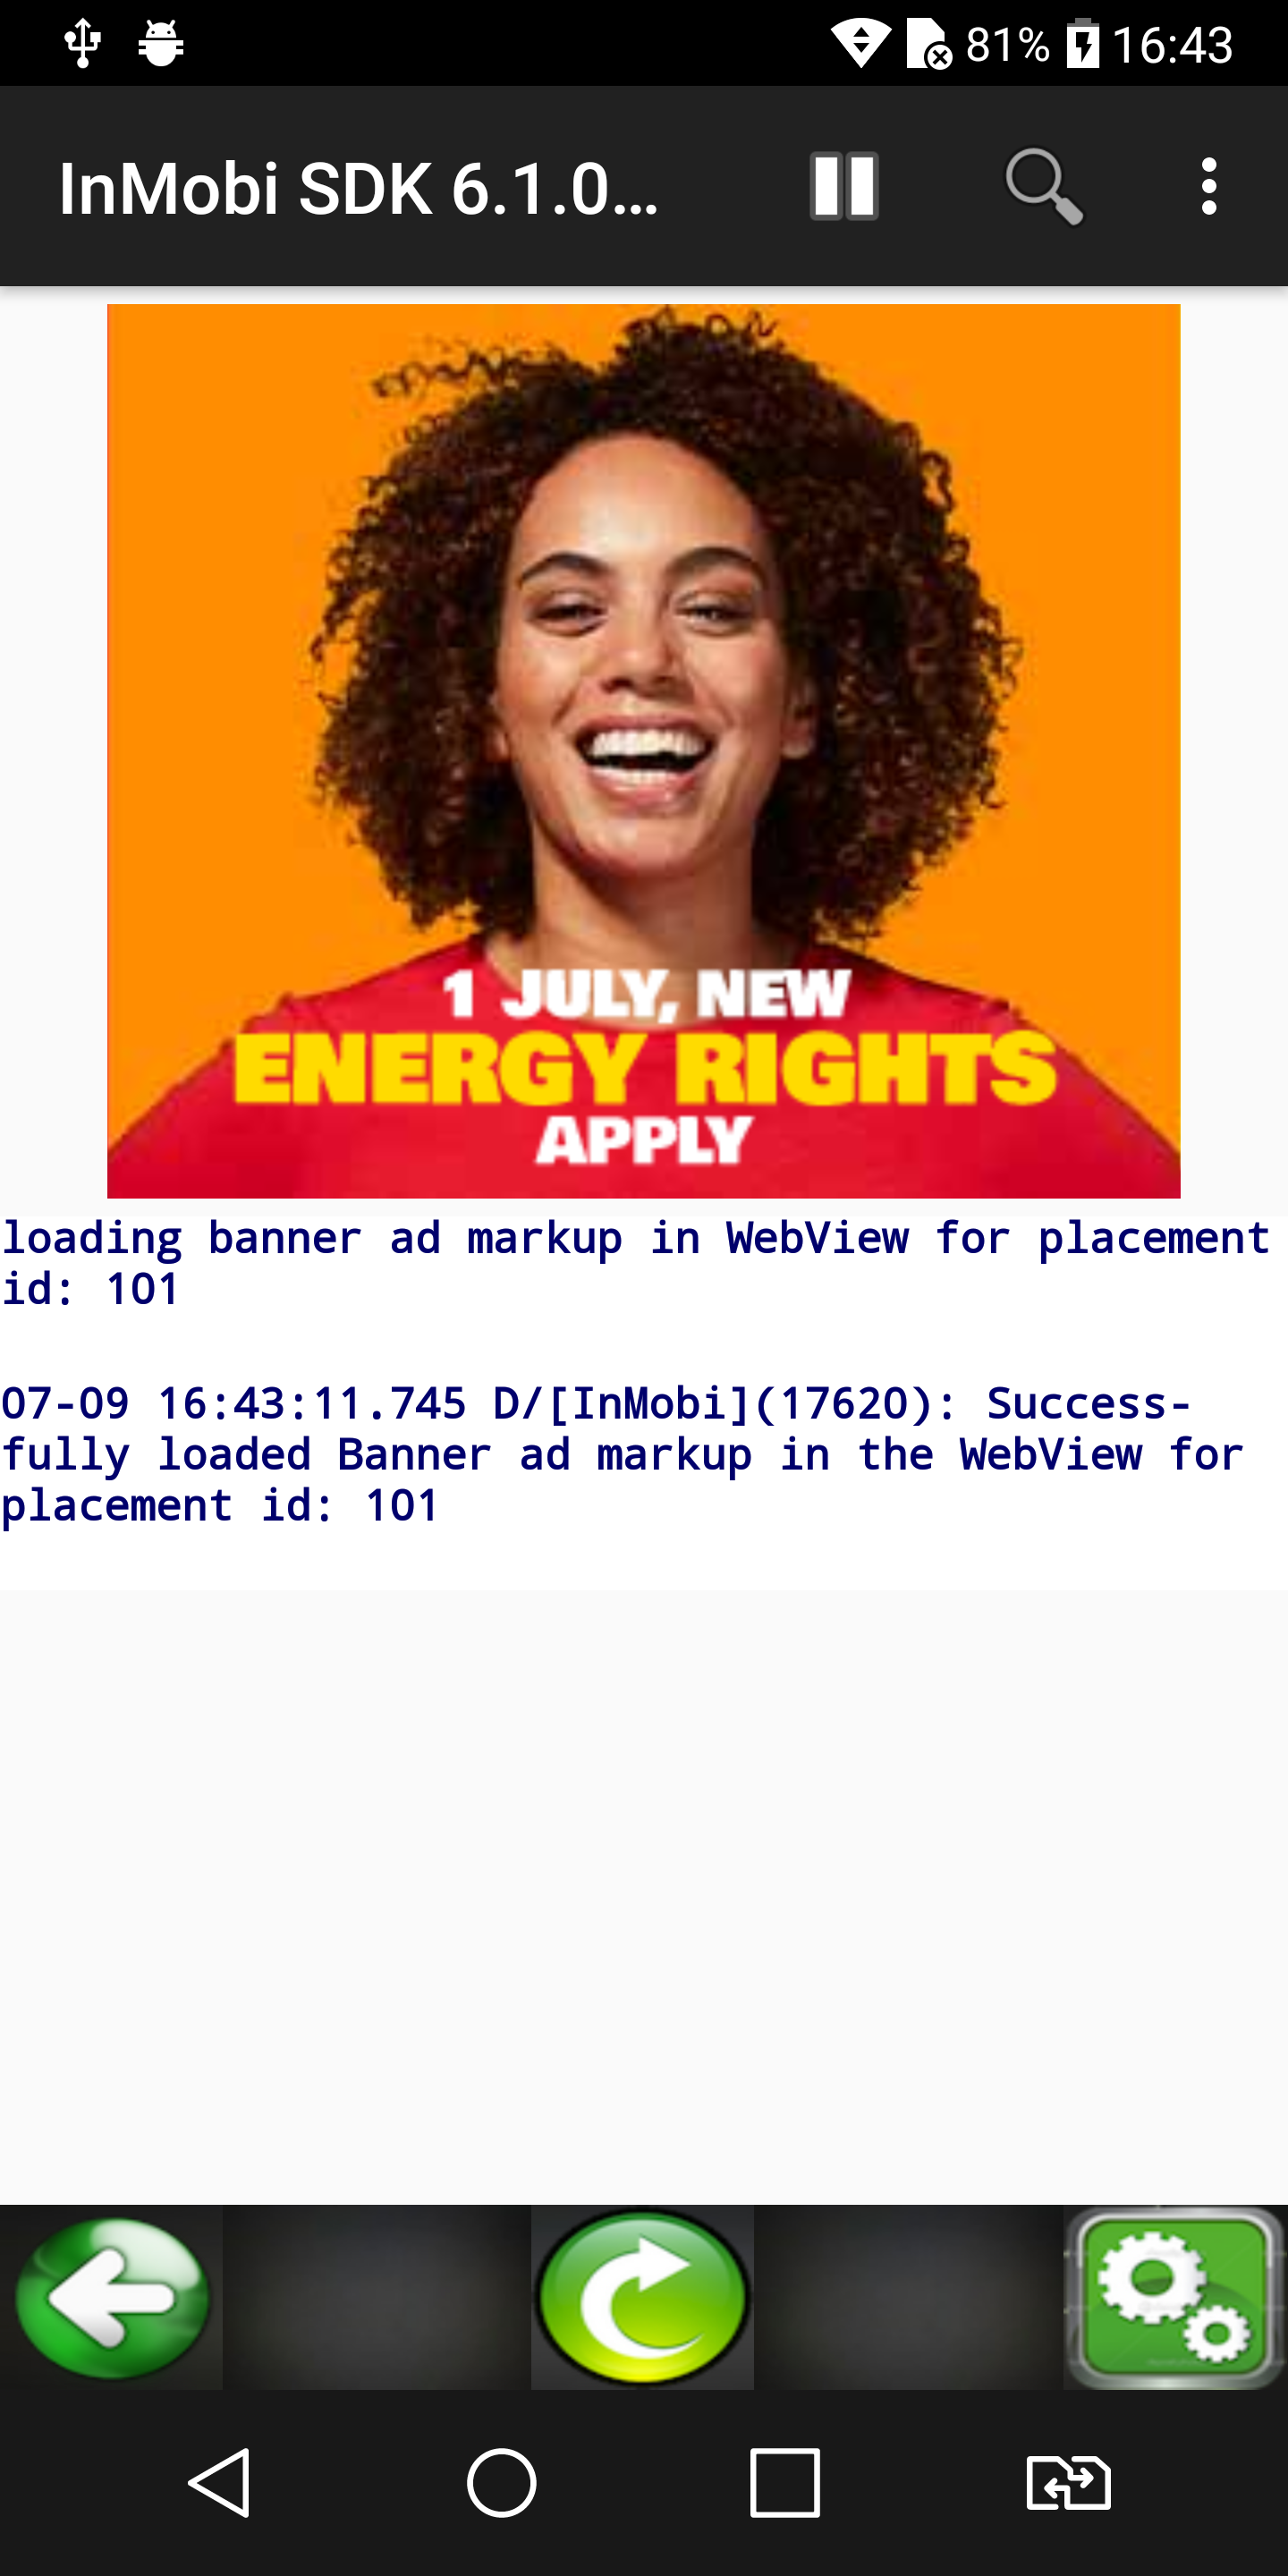 81% 16:43
InMobi SDK 6.1.0…
1 JULY, NEW
ENERGY RIGHTS
APPLY
loading banner ad markup in WebView for placement
id: 101
07-09 16:43:11.745 D/[InMobi](17620): Success-
fully loaded Banner ad markup in the WebView for
placement id: 101